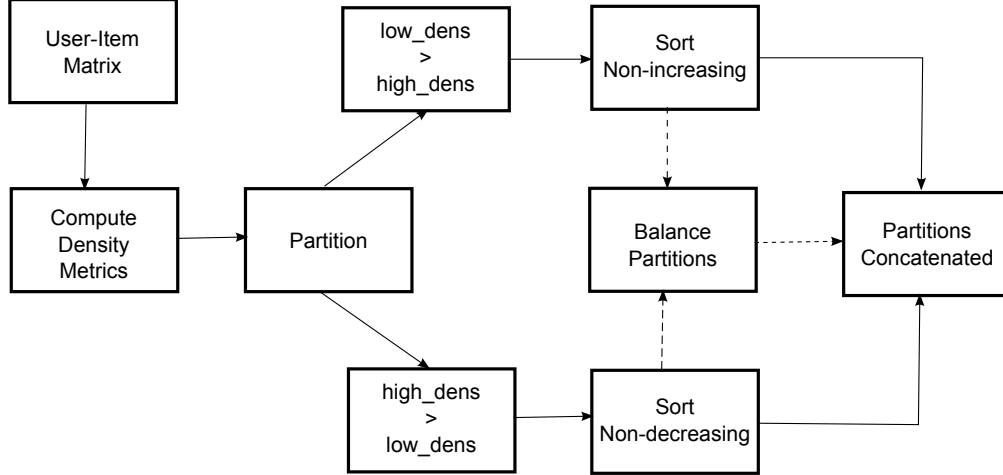 User-Item
Matrix
low_dens
>
high_dens
Sort
Non-increasing
Compute
Density
Metrics
Partition
Balance
Partitions
Partitions
Concatenated
high_dens
>
low_dens
Sort
Non-decreasing